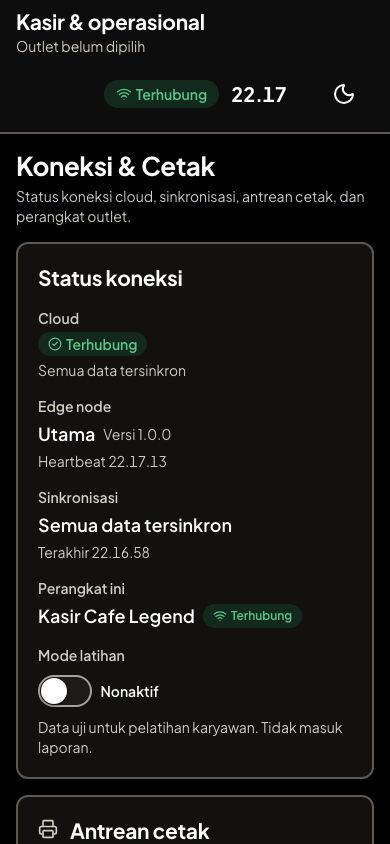 Kasir & operasional
Outlet belum dipilih
Terhubung 22.17
Koneksi & Cetak
Status koneksi cloud, sinkronisasi, antrean cetak, dan
perangkat outlet.
Status koneksi
Cloud
Terhubung
Semua data tersinkron
Edge node
Utama Versi 1.0.0
Heartbeat 22.17.13
Sinkronisasi
Semua data tersinkron
Terakhir 22.16.58
Perangkat ini
Kasir Cafe Legend Terhubung
Mode latihan
Nonaktif
Data uji untuk pelatihan karyawan. Tidak masuk
laporan.
Antrean cetak